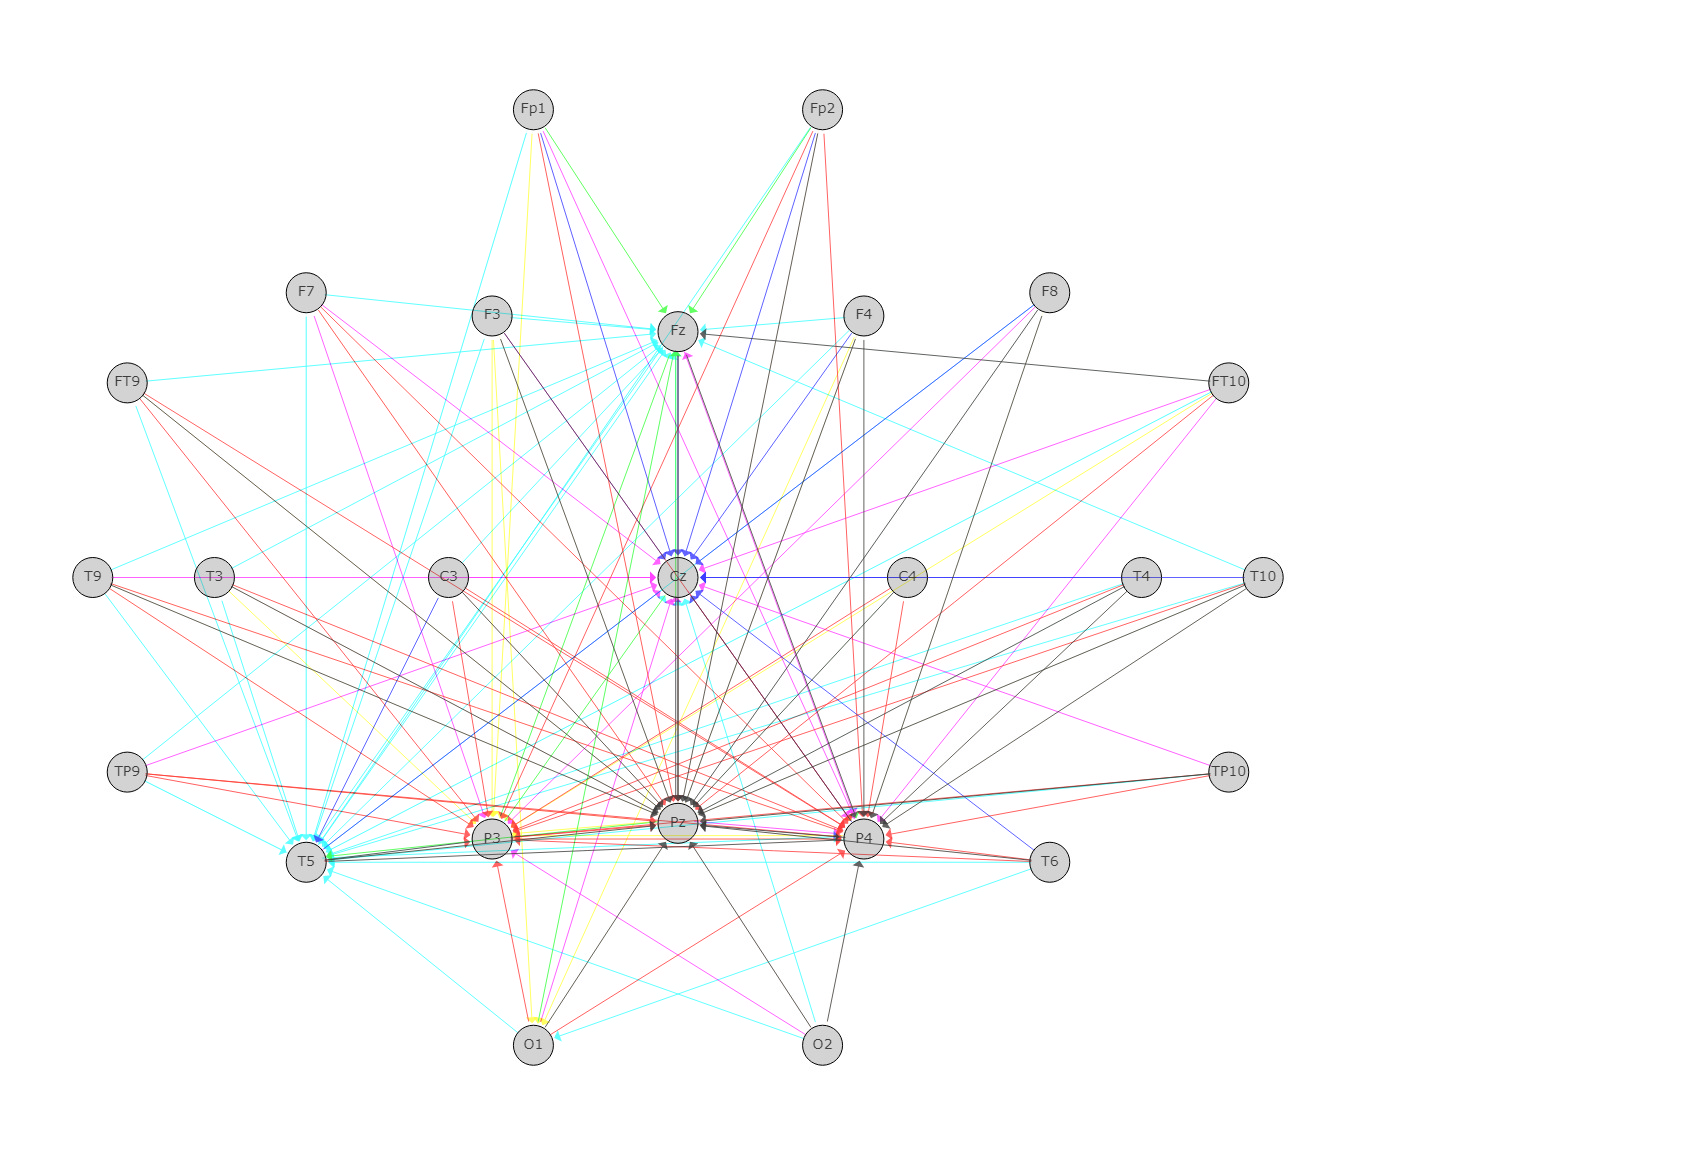 Fp1 Fp2
F7 F3 Fz F4 F8
FT9 FT10
T9 T3 C3 Cz C4 T4 T10
TP9 TP10
T5 P3 Pz P4 T6
O1 O2